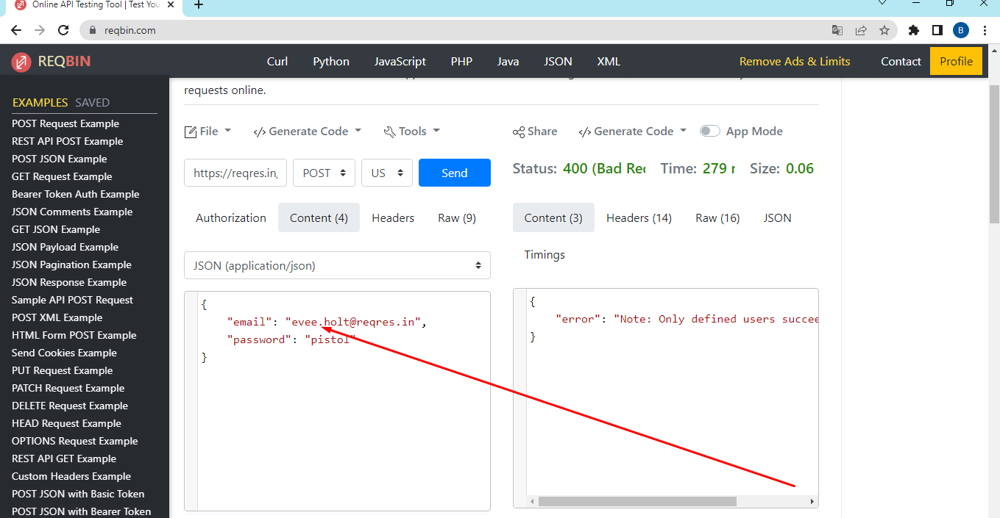 Online API Testing Tool | Test You
reqbin.com
B
REQBIN
Curl Python JavaScript PHP Java JSON XML Remove Ads & Limits Contact Profile
requests online.
EXAMPLES SAVED
POST Request Example
REST API POST Example
POST JSON Example
GET Request Example
Bearer Token Auth Example
JSON Comments Example
GET JSON Example
JSON Payload Example
JSON Pagination Example
JSON Response Example
Sample API POST Request
POST XML Example
HTML Form POST Example
Send Cookies Example
PUT Request Example
PATCH Request Example
DELETE Request Example
HEAD Request Example
OPTIONS Request Example
REST API GET Example
Custom Headers Example
POST JSON with Basic Token
POST JSON with Bearer Token
File </> Generate Code Tools
https://reqres.in, POST US Send
Authorization Content (4) Headers Raw (9)
JSON (application/json)
{
"email": "evee.holt@reqres.in",
"password": "pistol"
}
Share </> Generate Code App Mode
Status: 400 (Bad Rec Time: 279 r Size: 0.06
Content (3) Headers (14) Raw (16) JSON
Timings
{
"error": "Note: Only defined users succee
}